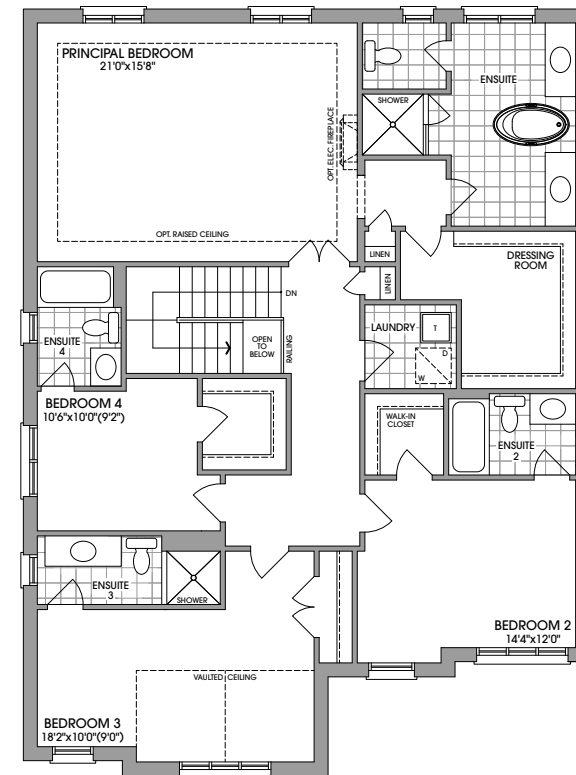 PRINCIPAL BEDROOM
21'0"x15'8"
ENSUITE
SHOWER
OPT. ELEC. FIREPLACE
OPT. RAISED CEILING
LINEN
LINEN
DRESSING
ROOM
DN
OPEN
TO
BELOW
RAILING
LAUNDRY
T
D
W
ENSUITE
4
BEDROOM 4
10'6"x10'0"(9'2")
WALK-IN
CLOSET
ENSUITE
2
ENSUITE
3
SHOWER
BEDROOM 2
14'4"x12'0"
VAULTED CEILING
BEDROOM 3
18'2"x10'0"(9'0")